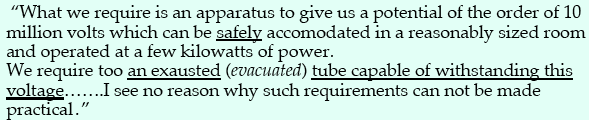 “What we require is an apparatus to give us a potential of the order of 10
million volts which can be safely accomodated in a reasonably sized room
and operated at a few kilowatts of power.
We require too an exausted (evacuated) tube capable of withstanding this
voltage…….I see no reason why such requirements can not be made
practical.”